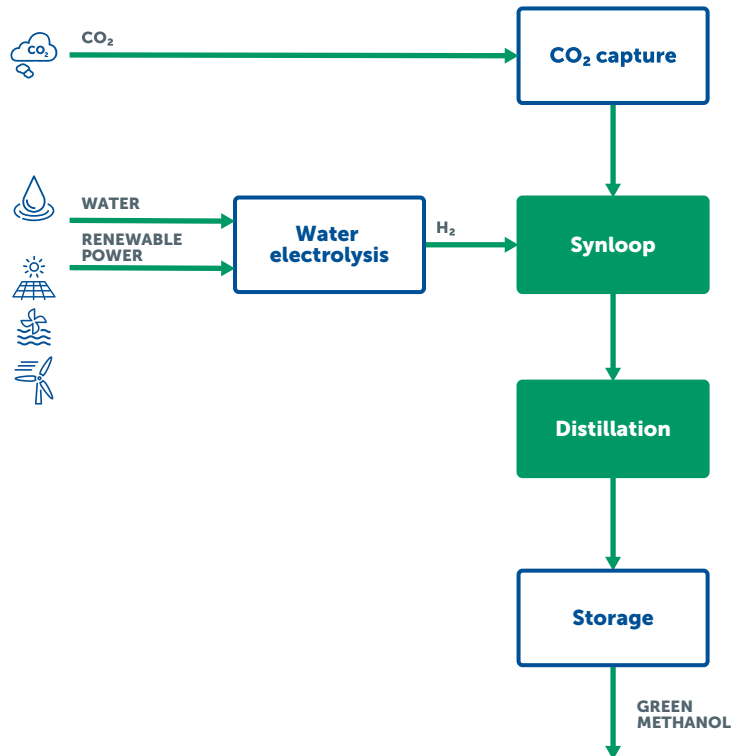 CO₂
CO₂
CO₂ capture
WATER
RENEWABLE
POWER
Water
electrolysis
H₂
Synloop
Distillation
Storage
GREEN
METHANOL